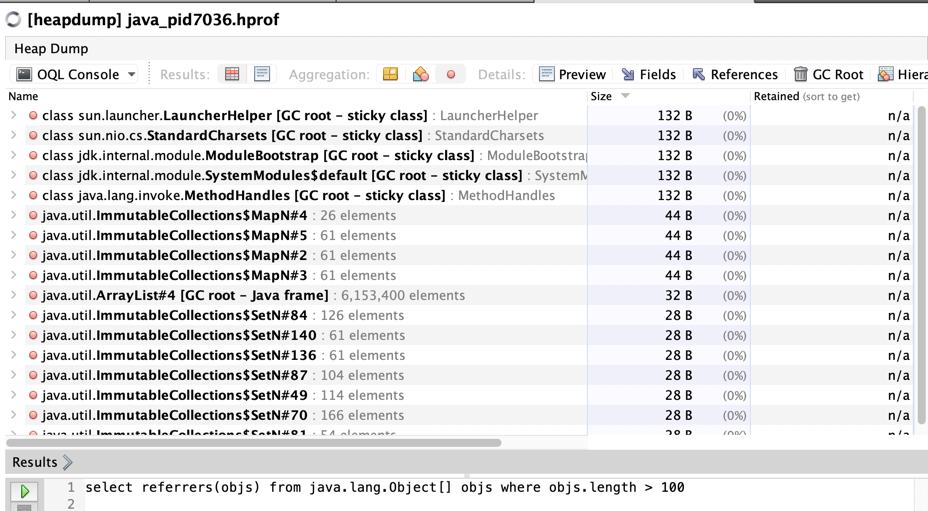 [heapdump] java_pid7036.hprof
Heap Dump
OQL Console Results: Aggregation: Details: Preview Fields References GC Root Hiera
Name Size Retained (sort to get)
class sun.launcher.LauncherHelper [GC root - sticky class] : LauncherHelper 132 B (0%) n/a
class sun.nio.cs.StandardCharsets [GC root - sticky class] : StandardCharsets 132 B (0%) n/a
class jdk.internal.module.ModuleBootstrap [GC root - sticky class] : ModuleBootstrap 132 B (0%) n/a
class jdk.internal.module.SystemModules$default [GC root - sticky class] : SystemM 132 B (0%) n/a
class java.lang.invoke.MethodHandles [GC root - sticky class] : MethodHandles 132 B (0%) n/a
java.util.ImmutableCollections$MapN#4 : 26 elements 44 B (0%) n/a
java.util.ImmutableCollections$MapN#5 : 61 elements 44 B (0%) n/a
java.util.ImmutableCollections$MapN#2 : 61 elements 44 B (0%) n/a
java.util.ImmutableCollections$MapN#3 : 61 elements 44 B (0%) n/a
java.util.ArrayList#4 [GC root - Java frame] : 6,153,400 elements 32 B (0%) n/a
java.util.ImmutableCollections$SetN#84 : 126 elements 28 B (0%) n/a
java.util.ImmutableCollections$SetN#140 : 61 elements 28 B (0%) n/a
java.util.ImmutableCollections$SetN#136 : 61 elements 28 B (0%) n/a
java.util.ImmutableCollections$SetN#87 : 104 elements 28 B (0%) n/a
java.util.ImmutableCollections$SetN#49 : 114 elements 28 B (0%) n/a
java.util.ImmutableCollections$SetN#70 : 166 elements 28 B (0%) n/a
java.util.ImmutableCollections$SetN#81 : 54 elements 28 B (0%) n/a
Results
1 select referrers(objs) from java.lang.Object[] objs where objs.length > 100
2